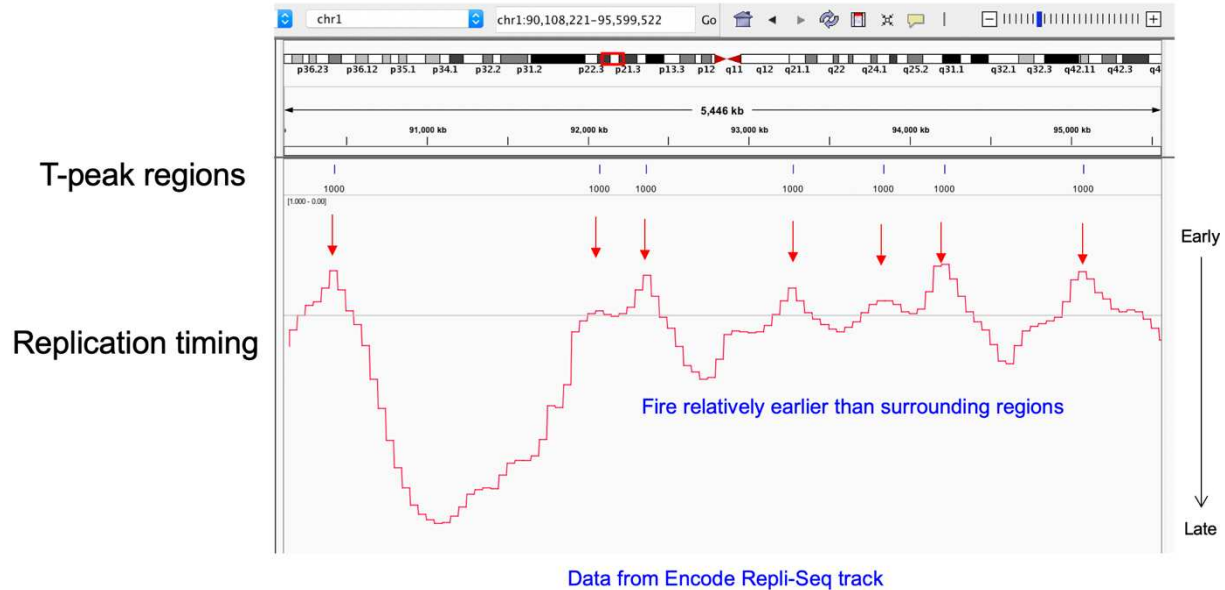 chr1 chr1:90,108,221-95,599,522 Go
p36.23 p36.12 p35.1 p34.1 p32.2 p31.2 p22.3 p21.3 p13.3 p12 q11 q12 q21.1 q22 q24.1 q25.2 q31.1 q32.1 q32.3 q42.11 q42.3 q4
5,446 kb
91,000 kb 92,000 kb 93,000 kb 94,000 kb 95,000 kb
T-peak regions
1000 1000 1000 1000 1000 1000 1000
[1.000 - 0.00]
Early
Replication timing
Fire relatively earlier than surrounding regions
Late
Data from Encode Repli-Seq track